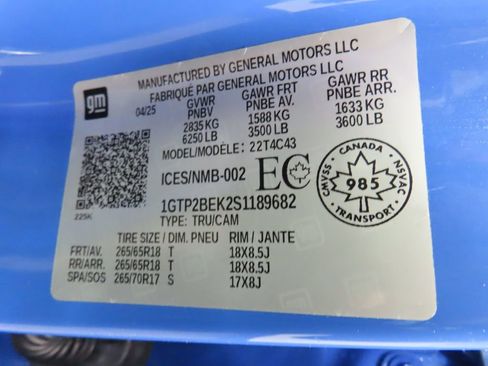 MANUFACTURED BY GENERAL MOTORS LLC
FABRIQUÉ PAR GENERAL MOTORS LLC
gm
04/25 GVWR GAWR FRT GAWR RR
PNBV PNBE AV. PNBE ARR.
2835 KG 1588 KG 1633 KG
6250 LB 3500 LB 3600 LB
MODEL/MODÈLE: 22T4C43
ICES/NMB-002 EC
CANADA
CMVSS 985 NSVAC
TRANSPORT
225K
1GTP2BEK2S1189682
TYPE: TRU/CAM
TIRE SIZE / DIM. PNEU RIM / JANTE
FRT/AV. 265/65R18 T 18X8.5J
RR/ARR. 265/65R18 T 18X8.5J
SPA/SOS 265/70R17 S 17X8J